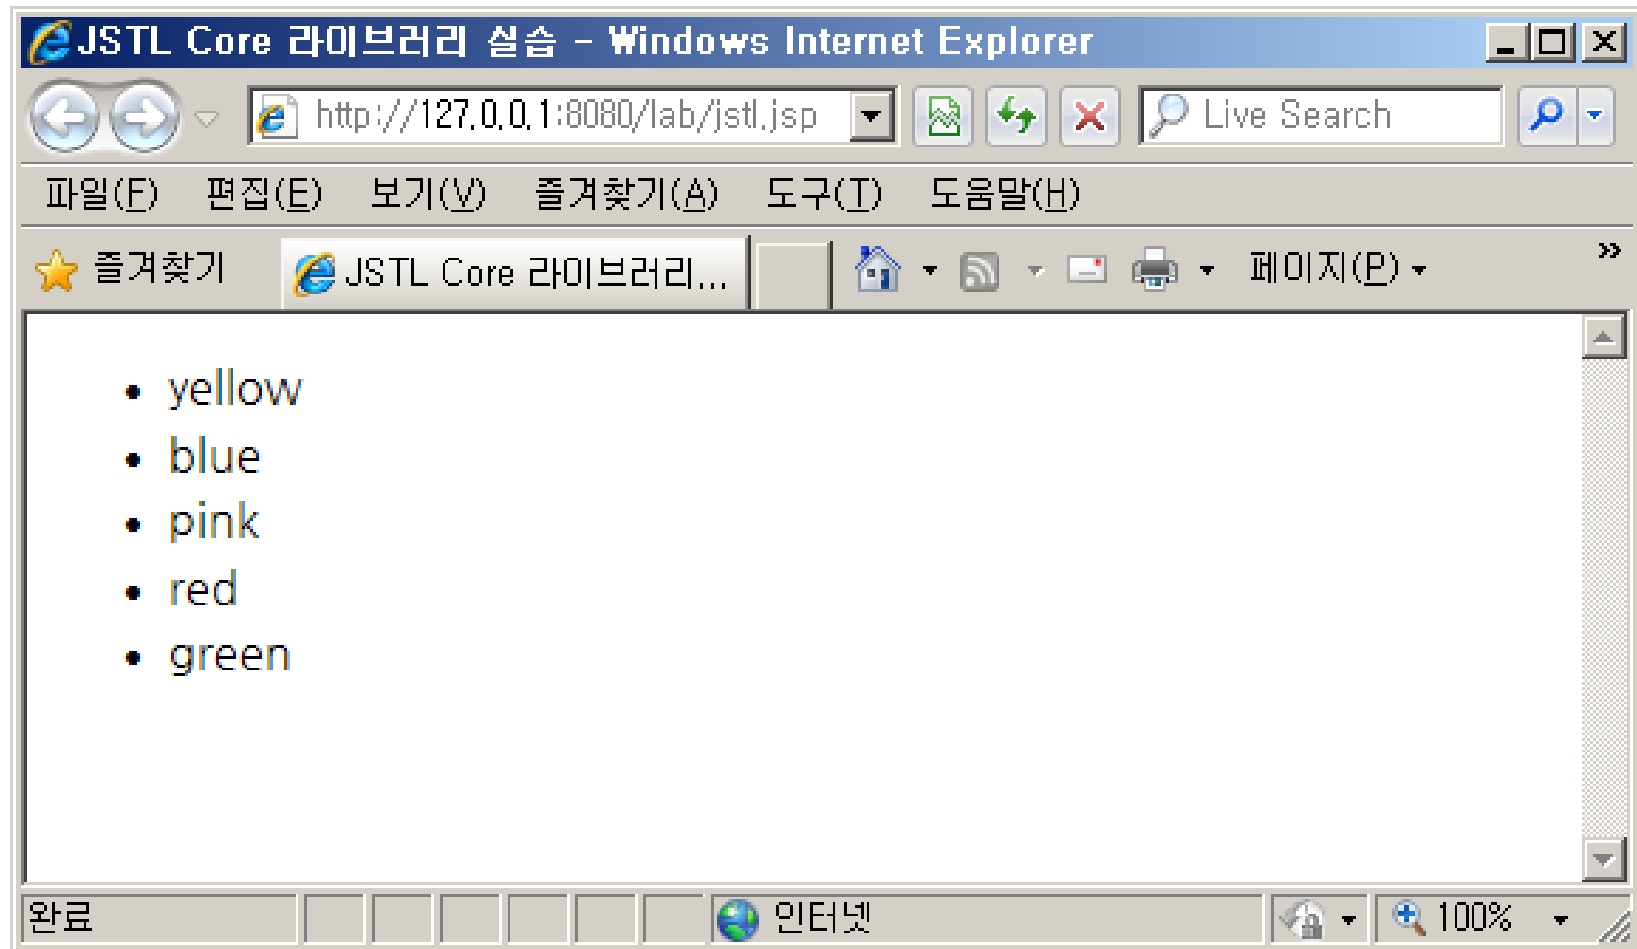 JSTL Core 라이브러리 실습 - Windows Internet Explorer
http://127.0.0.1:8080/lab/jstl.jsp Live Search
파일(F) 편집(E) 보기(V) 즐겨찾기(A) 도구(T) 도움말(H)
즐겨찾기 JSTL Core 라이브러리... 페이지(P) »
• yellow
• blue
• pink
• red
• green
완료 인터넷 100%